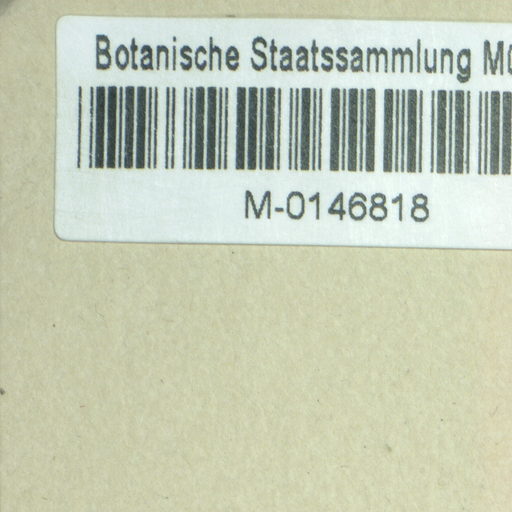 Botanische Staatssammlung
M-0146818